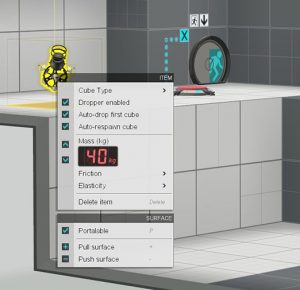 X
ITEM
Cube Type
Dropper enabled
Auto-drop first cube
Auto-respawn cube
Mass (kg)
40 kg
Friction
Elasticity
Delete item Delete
SURFACE
Portalable P
Pull surface +
Push surface -